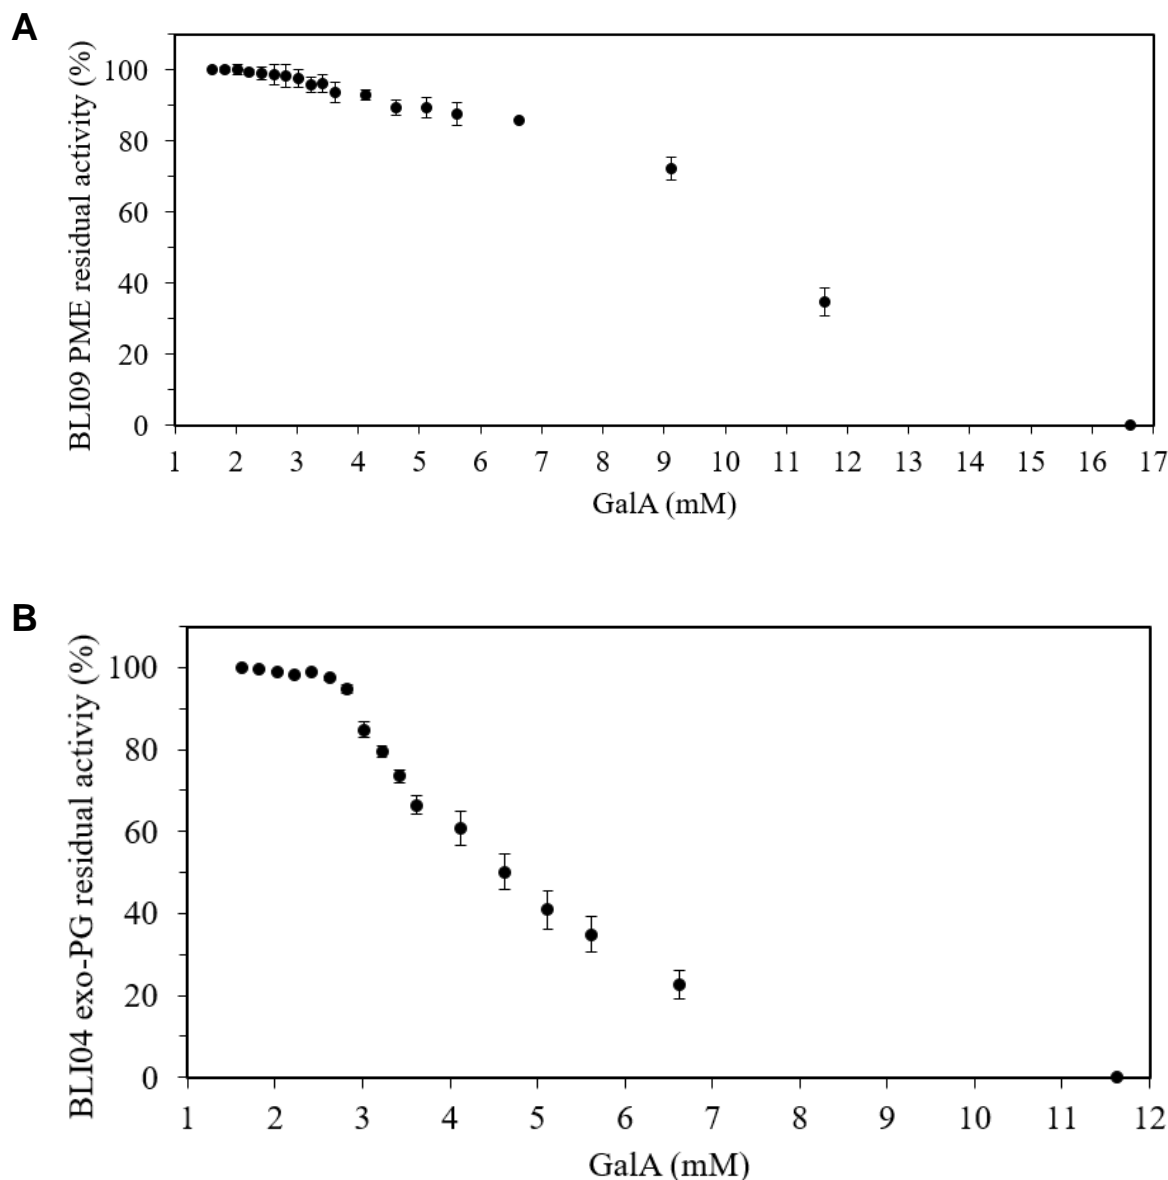 A
BLI09 PME residual activity (%)
100
80
60
40
20
0
1 2 3 4 5 6 7 8 9 10 11 12 13 14 15 16 17
GalA (mM)
B
BLI04 exo-PG residual activiy (%)
100
80
60
40
20
0
1 2 3 4 5 6 7 8 9 10 11 12
GalA (mM)